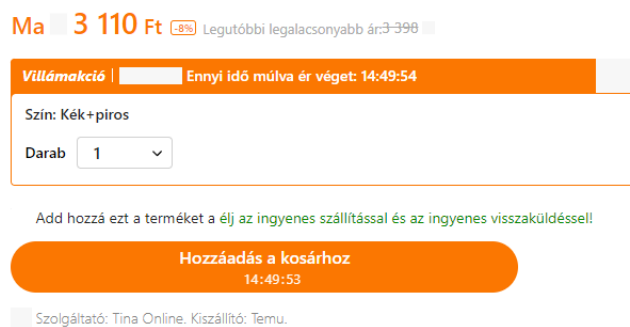 Ma 3 110 Ft -8% Legutóbbi legalacsonyabb ár:3 398
Villámakció | Ennyi idő múlva ér véget: 14:49:54
Szín: Kék+piros
Darab 1
Add hozzá ezt a terméket a élj az ingyenes szállítással és az ingyenes visszaküldéssel!
Hozzáadás a kosárhoz
14:49:53
Szolgáltató: Tina Online. Kiszállító: Temu.